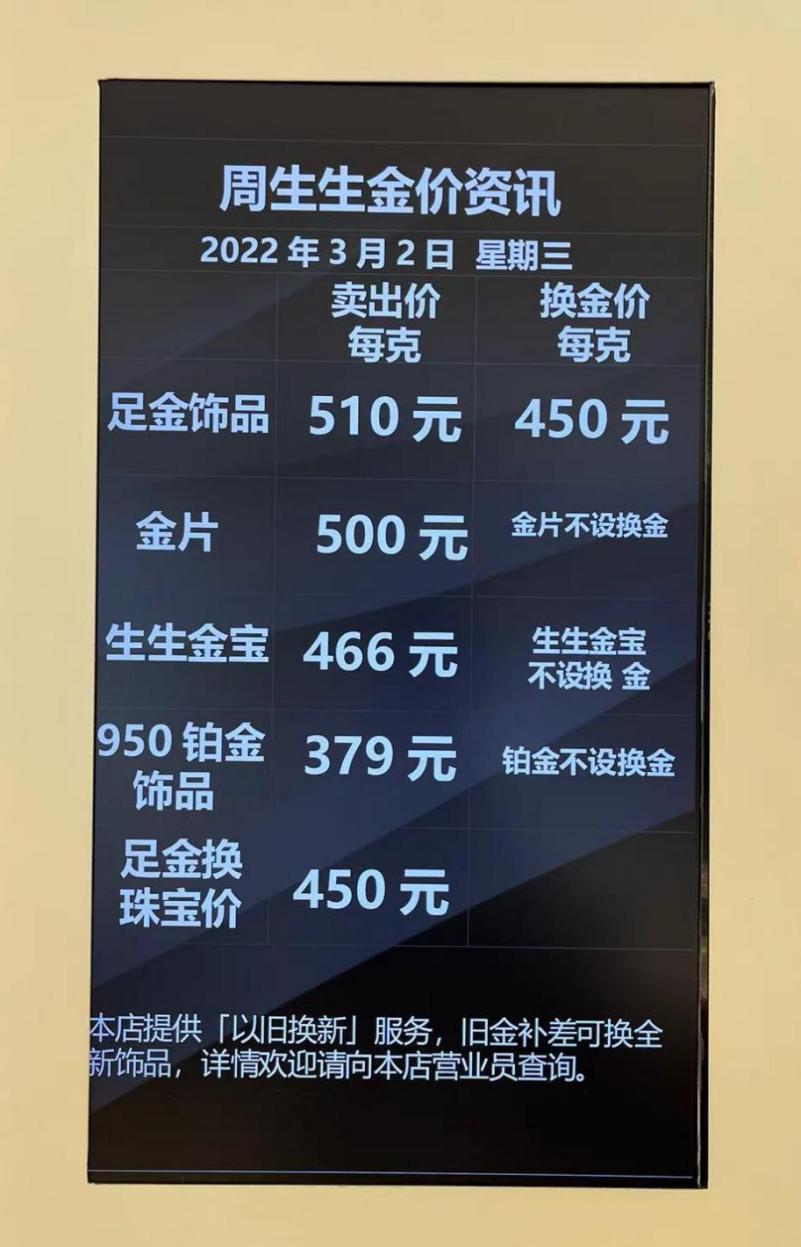 周生生金价资讯
2022 年 3 月 2 日 星期三
卖出价 换金价
每克 每克
足金饰品 510 元 450 元
金片 500 元 金片不设换金
生生金宝 466 元 生生金宝
不设换 金
950 铂金 379 元 铂金不设换金
饰品
足金换 450 元
珠宝价
本店提供「以旧换新」服务，旧金补差可换全
新饰品，详情欢迎请向本店营业员查询。